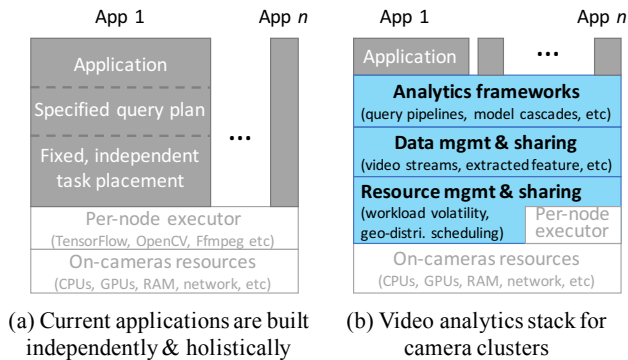 App 1
App n
Application
Specified query plan
Fixed, independent
task placement
...
Per-node executor
(TensorFlow, OpenCV, Ffmpeg etc)
On-cameras resources
(CPUs, GPUs, RAM, network, etc)
(a) Current applications are built
independently & holistically
App 1
App n
Application
...
Analytics frameworks
(query pipelines, model cascades, etc)
Data mgmt & sharing
(video streams, extracted feature, etc)
Resource mgmt & sharing
(workload volatility,
geo-distri. scheduling)
Per-node
executor
On-cameras resources
(CPUs, GPUs, RAM, network, etc)
(b) Video analytics stack for
camera clusters